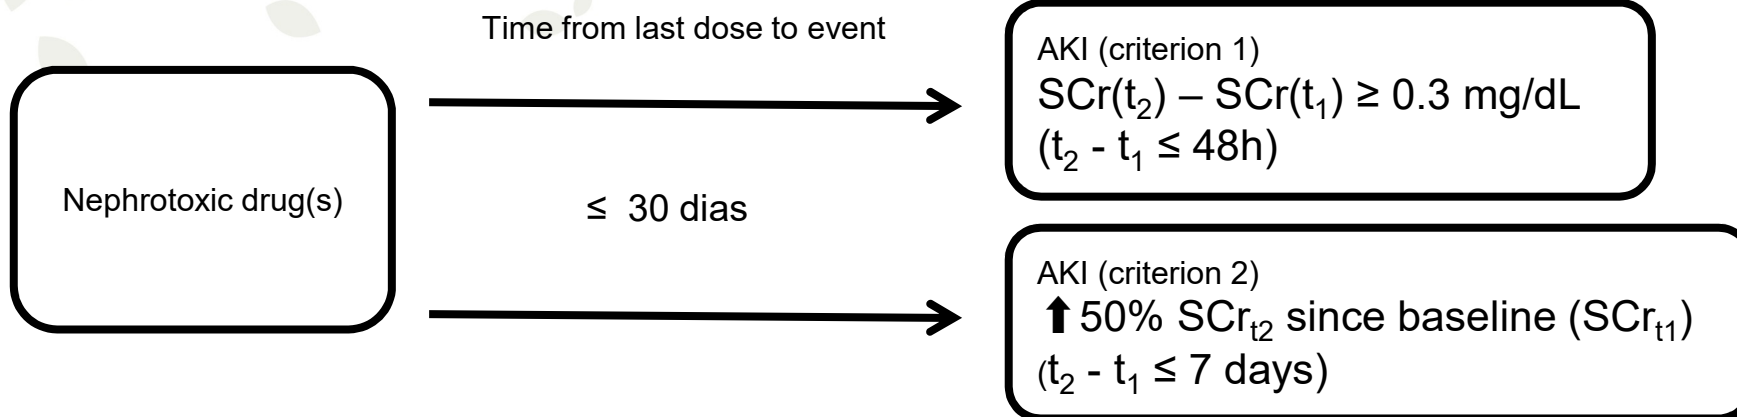 Time from last dose to event
Nephrotoxic drug(s)
≤ 30 dias
AKI (criterion 1)
SCr(t₂) – SCr(t₁) ≥ 0.3 mg/dL
(t₂ - t₁ ≤ 48h)
AKI (criterion 2)
⬆50% SCrₜ₂ since baseline (SCrₜ₁)
(t₂ - t₁ ≤ 7 days)